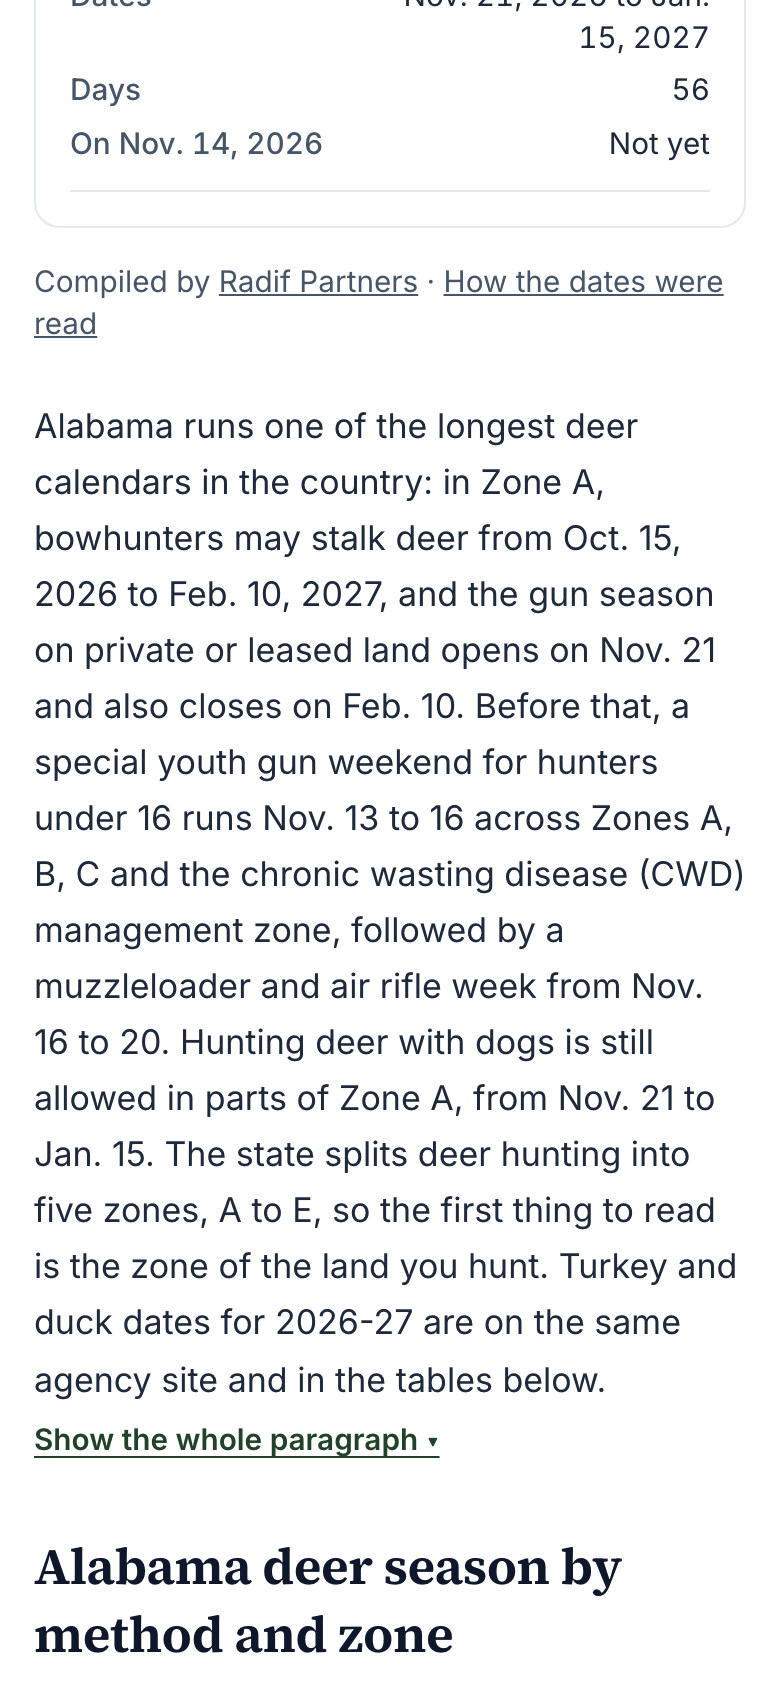 Dates Nov. 21, 2026 to Jan.
15, 2027
Days 56
On Nov. 14, 2026 Not yet
Compiled by Radif Partners · How the dates were
read
Alabama runs one of the longest deer
calendars in the country: in Zone A,
bowhunters may stalk deer from Oct. 15,
2026 to Feb. 10, 2027, and the gun season
on private or leased land opens on Nov. 21
and also closes on Feb. 10. Before that, a
special youth gun weekend for hunters
under 16 runs Nov. 13 to 16 across Zones A,
B, C and the chronic wasting disease (CWD)
management zone, followed by a
muzzleloader and air rifle week from Nov.
16 to 20. Hunting deer with dogs is still
allowed in parts of Zone A, from Nov. 21 to
Jan. 15. The state splits deer hunting into
five zones, A to E, so the first thing to read
is the zone of the land you hunt. Turkey and
duck dates for 2026-27 are on the same
agency site and in the tables below.
Show the whole paragraph ▾
Alabama deer season by
method and zone